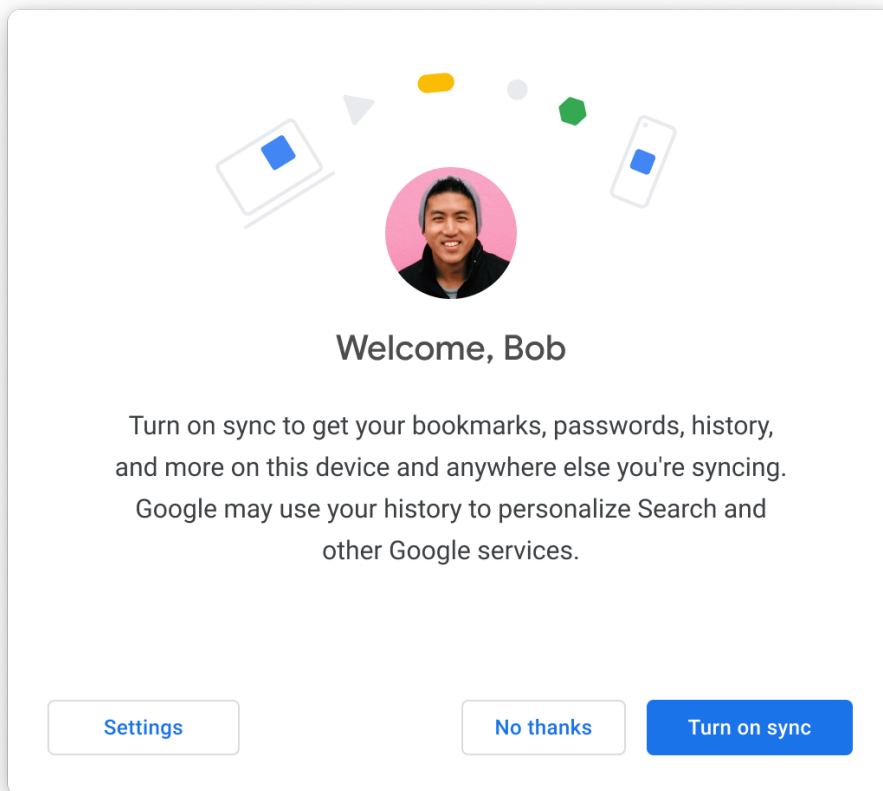 Welcome, Bob
Turn on sync to get your bookmarks, passwords, history,
and more on this device and anywhere else you're syncing.
Google may use your history to personalize Search and
other Google services.
Settings
No thanks
Turn on sync